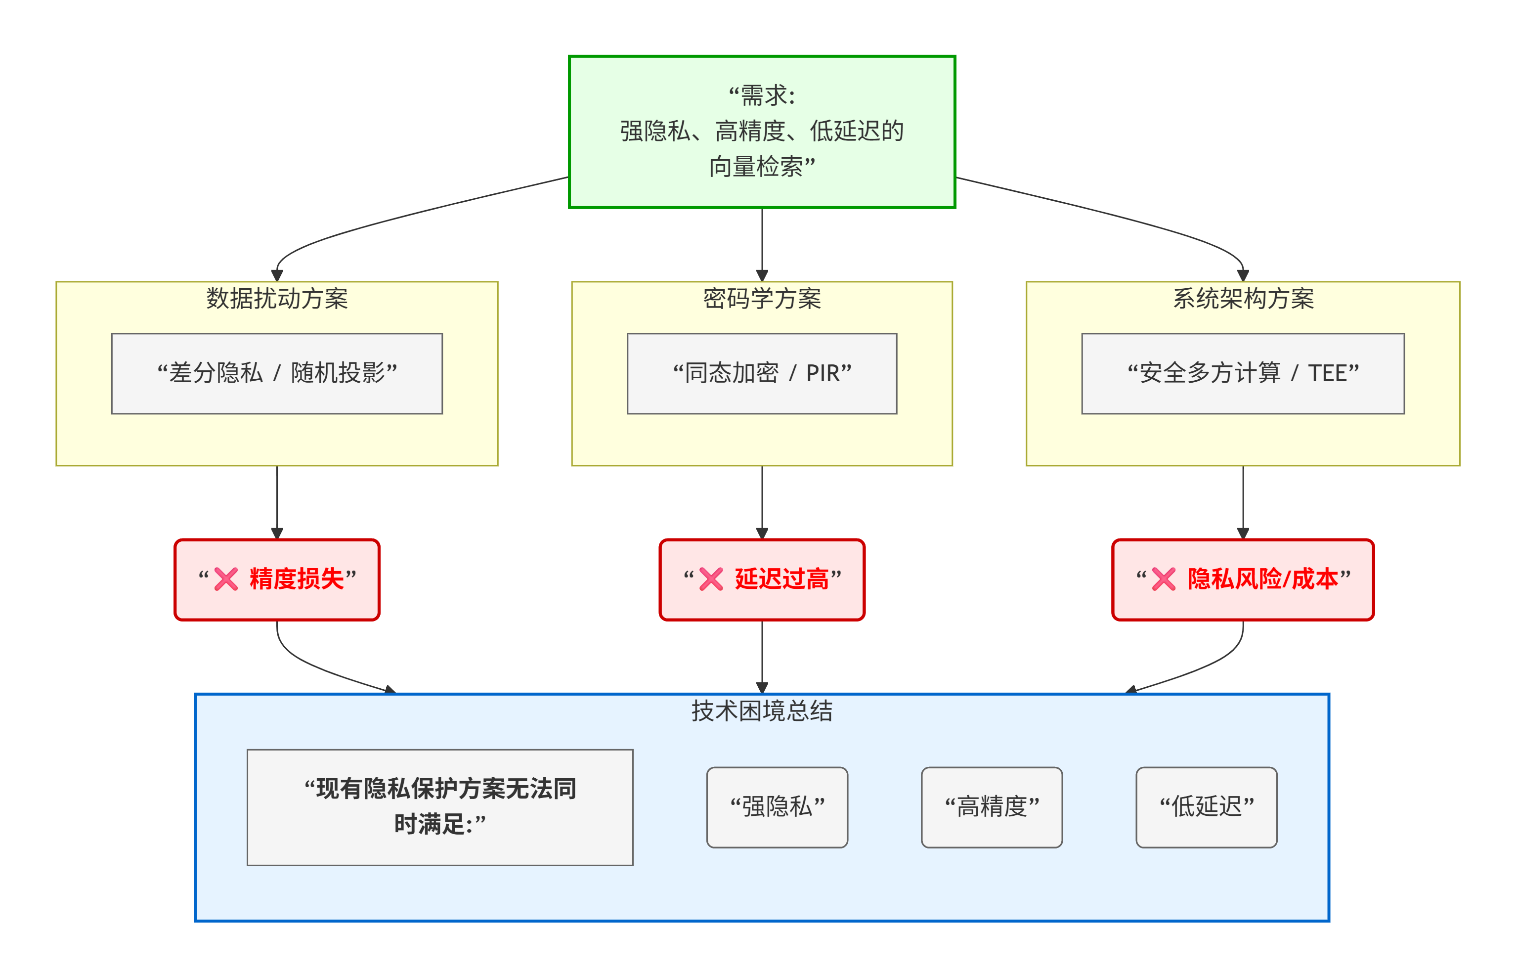 “需求:
强隐私、高精度、低延迟的
向量检索”
数据扰动方案
密码学方案
系统架构方案
“差分隐私 / 随机投影”
“同态加密 / PIR”
“安全多方计算 / TEE”
“❌ 精度损失”
“❌ 延迟过高”
“❌ 隐私风险/成本”
技术困境总结
“现有隐私保护方案无法同
时满足:”
“强隐私”
“高精度”
“低延迟”